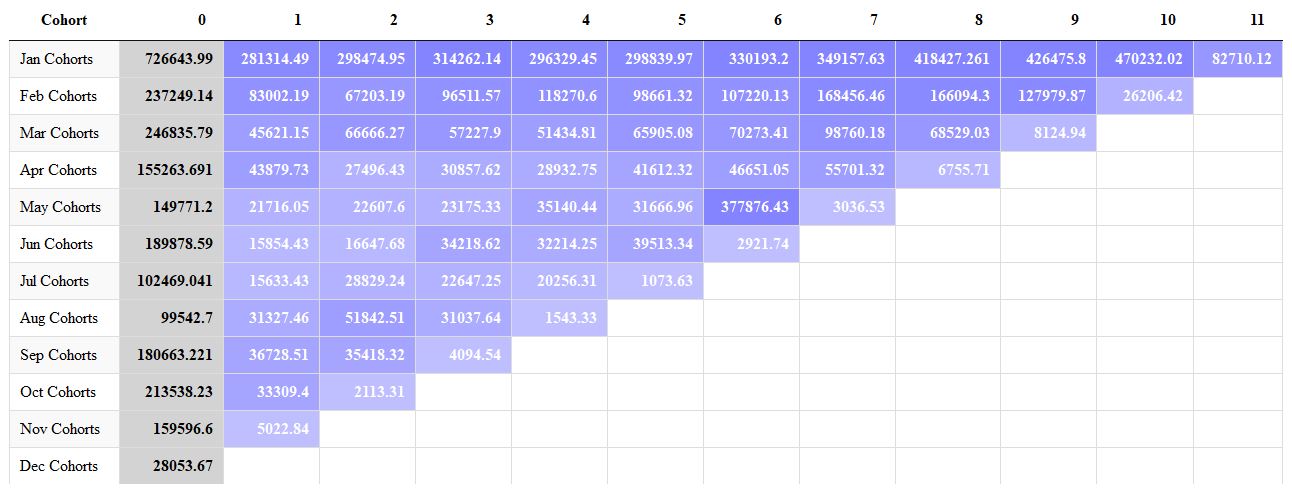 Cohort 0 1 2 3 4 5 6 7 8 9 10 11
Jan Cohorts 726643.99 281314.49 298474.95 314262.14 296329.45 298839.97 330193.2 349157.63 418427.261 426475.8 470232.02 82710.12
Feb Cohorts 237249.14 83002.19 67203.19 96511.57 118270.6 98661.32 107220.13 168456.46 166094.3 127979.87 26206.42
Mar Cohorts 246835.79 45621.15 66666.27 57227.9 51434.81 65905.08 70273.41 98760.18 68529.03 8124.94
Apr Cohorts 155263.691 43879.73 27496.43 30857.62 28932.75 41612.32 46651.05 55701.32 6755.71
May Cohorts 149771.2 21716.05 22607.6 23175.33 35140.44 31666.96 377876.43 3036.53
Jun Cohorts 189878.59 15854.43 16647.68 34218.62 32214.25 39513.34 2921.74
Jul Cohorts 102469.041 15633.43 28829.24 22647.25 20256.31 1073.63
Aug Cohorts 99542.7 31327.46 51842.51 31037.64 1543.33
Sep Cohorts 180663.221 36728.51 35418.32 4094.54
Oct Cohorts 213538.23 33309.4 2113.31
Nov Cohorts 159596.6 5022.84
Dec Cohorts 28053.67